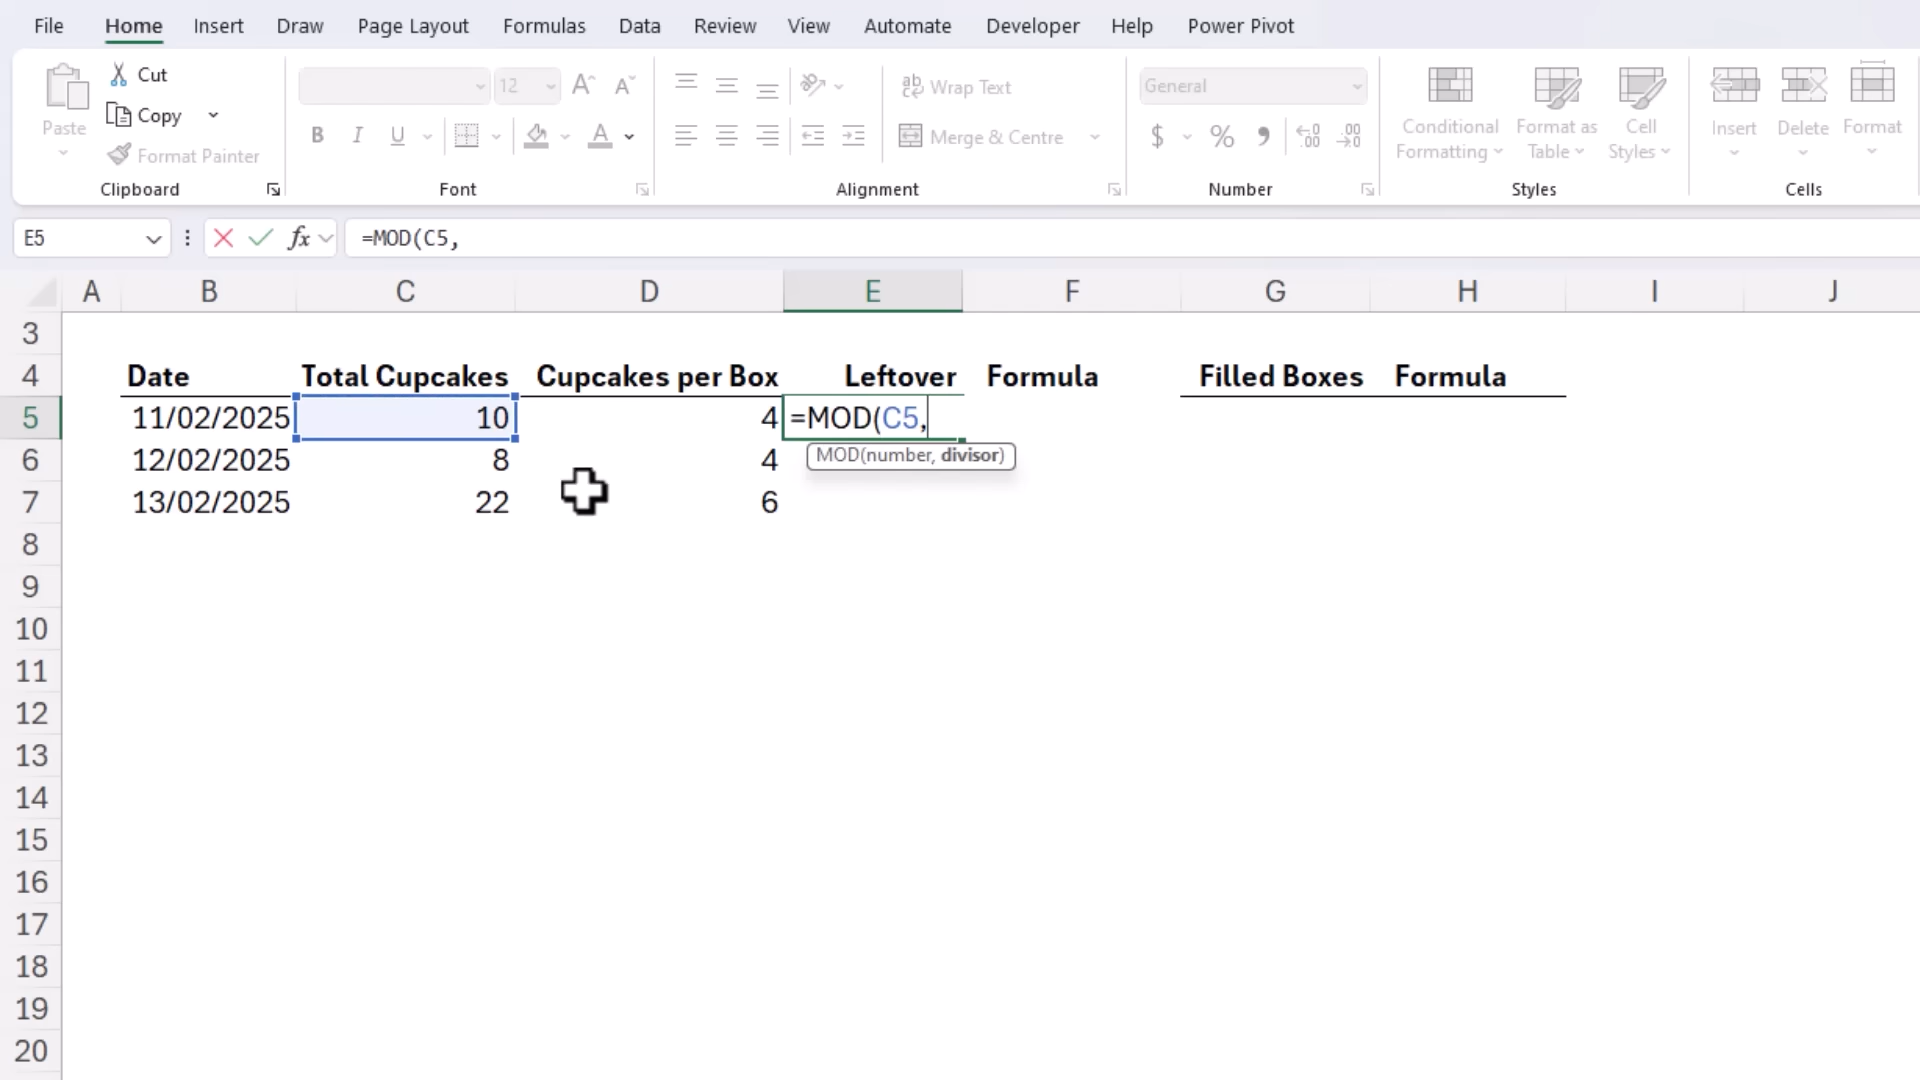 File Home Insert Draw Page Layout Formulas Data Review View Automate Developer Help Power Pivot
Paste
Cut
Copy
Format Painter
Clipboard
12
A^ A˅
B I U A
Font
ab Wrap Text
Merge & Centre
Alignment
General
$ % , .00
Number
Conditional Formatting
Format as Table
Cell Styles
Styles
Insert
Delete
Format
Cells
E5 fx =MOD(C5,
A B C D E F G H I J
3
4 Date Total Cupcakes Cupcakes per Box Leftover Formula Filled Boxes Formula
5 11/02/2025 10 4 =MOD(C5,
MOD(number, divisor)
6 12/02/2025 8 4
7 13/02/2025 22 6
8
9
10
11
12
13
14
15
16
17
18
19
20